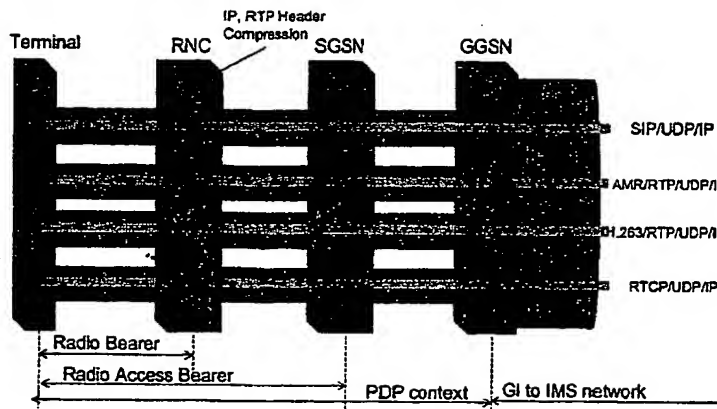 IP, RTP Header
Compression
Terminal
RNC
SGSN
GGSN
SIP/UDP/IP
AMR/RTP/UDP/I
H.263/RTP/UDP/I
RTCP/UDP/IP
Radio Bearer
Radio Access Bearer
PDP context
Gi to IMS network